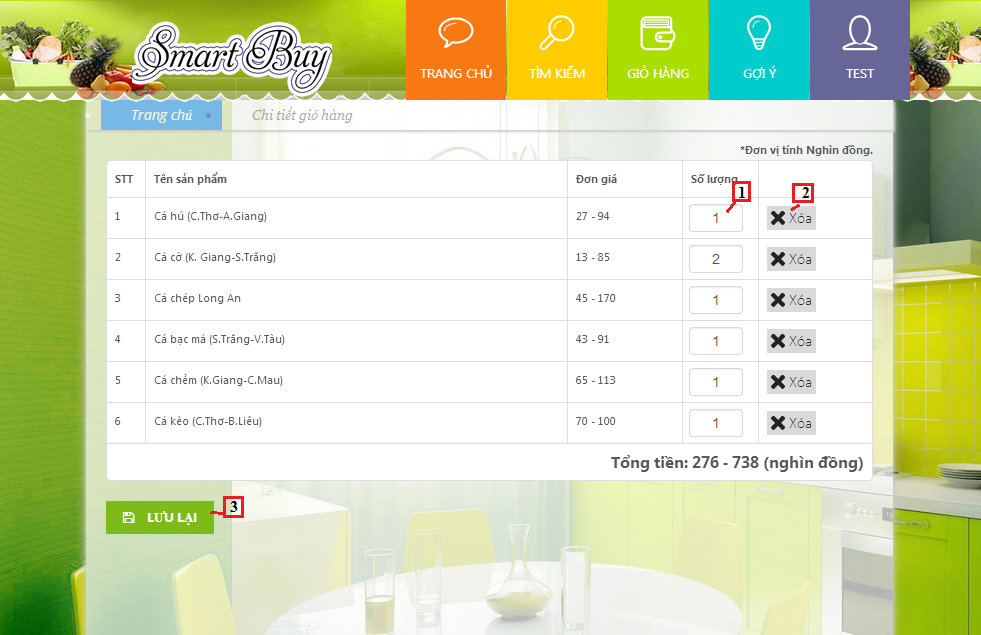 Smart Buy
TRANG CHỦ
TÌM KIẾM
GIỎ HÀNG
GỢI Ý
TEST
Trang chủ
Chi tiết giỏ hàng
*Đơn vị tính Nghìn đồng.
STT Tên sản phẩm Đơn giá Số lượng
1
2
1 Cá hú (C.Thơ-A.Giang) 27 - 94 1 Xóa
2 Cá cờ (K. Giang-S.Trăng) 13 - 85 2 Xóa
3 Cá chép Long An 45 - 170 1 Xóa
4 Cá bạc má (S.Trăng-V.Tàu) 43 - 91 1 Xóa
5 Cá chẻm (K.Giang-C.Mau) 65 - 113 1 Xóa
6 Cá kèo (C.Thơ-B.Liêu) 70 - 100 1 Xóa
Tổng tiền: 276 - 738 (nghìn đồng)
LƯU LẠI
3